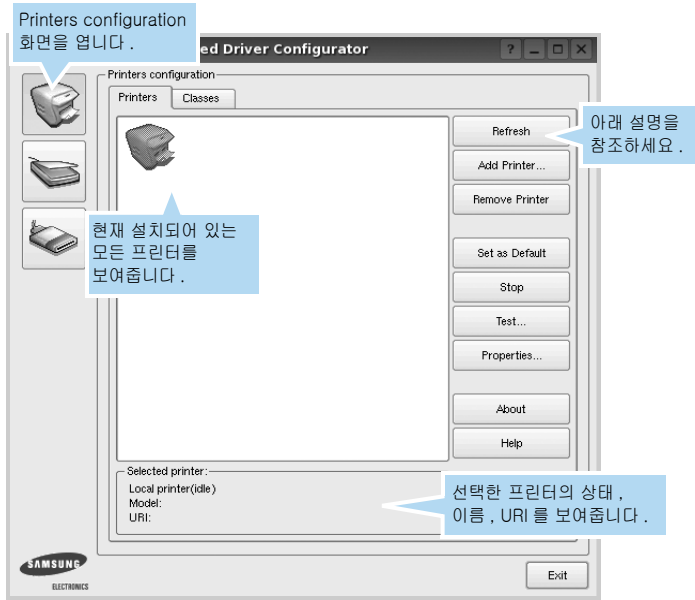 Printers configuration
화면을 엽니다 .
ed Driver Configurator
Printers configuration
Printers
Classes
Refresh
아래 설명을
참조하세요 .
Add Printer...
Remove Printer
현재 설치되어 있는
모든 프린터를
보여줍니다 .
Set as Default
Stop
Test...
Properties...
About
Help
Selected printer:
Local printer(idle)
Model:
URI:
선택한 프린터의 상태 ,
이름 , URI 를 보여줍니다 .
SAMSUNG
ELECTRONICS
Exit